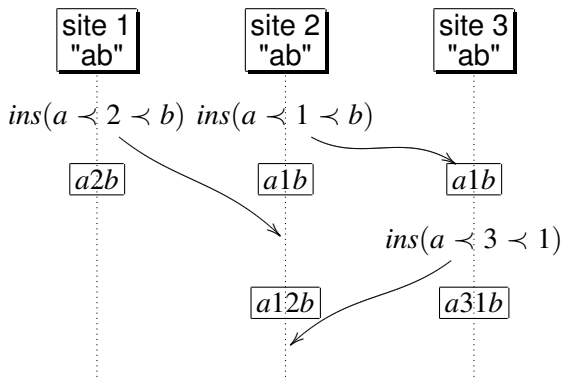 site 1 site 2 site 3
"ab" "ab" "ab"
ins(a ≺ 2 ≺ b) ins(a ≺ 1 ≺ b)
a2b a1b a1b
ins(a ≺ 3 ≺ 1)
a12b a31b